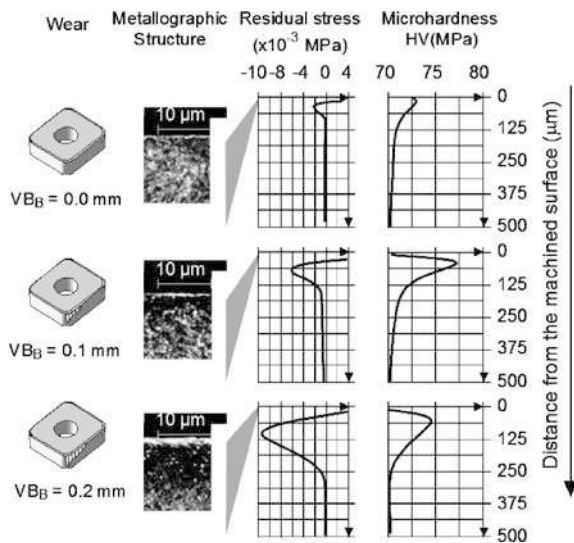 Wear
Metallographic
Structure
Residual stress
(x10⁻³ MPa)
-10 -8 -4 0 4
Microhardness
HV(MPa)
70 75 80
10 μm
VB_B = 0.0 mm
0
125
250
375
500
10 μm
VB_B = 0.1 mm
0
125
250
375
500
10 μm
VB_B = 0.2 mm
0
125
250
375
500
Distance from the machined surface (μm)